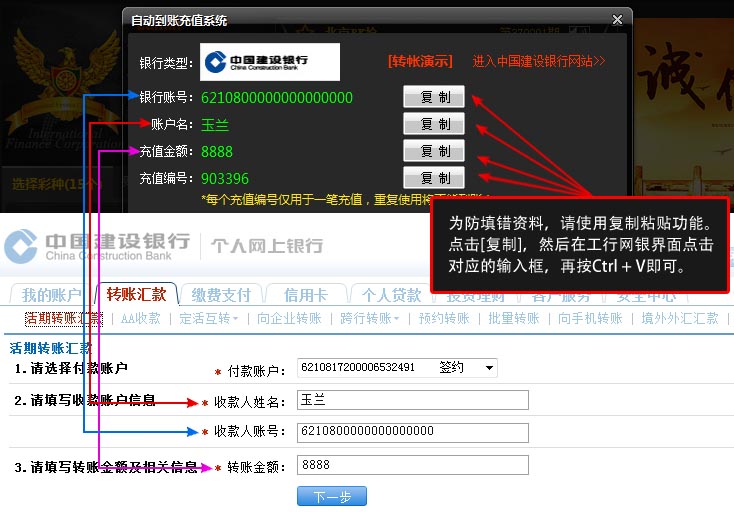 自动到账充值系统
银行类型：
中国建设银行
China Construction Bank
[转帐演示]
进入中国建设银行网站>>
银行账号：
6210800000000000000
复 制
账户名：
玉兰
复 制
充值金额：
8888
复 制
充值编号：
903396
复 制
选择彩种(15个)
International
Finance Corporation
诚
*每个充值编号仅用于一笔充值，重复使用将不能到账！
为防填错资料，请使用复制粘贴功能。
点击[复制]，然后在工行网银界面点击
对应的输入框，再按Ctrl + V即可。
中国建设银行
China Construction Bank
个人网上银行
我的账户
转账汇款
缴费支付
信用卡
个人贷款
投资理财
客户服务
安全中心
活期转账汇款
AA收款
定活互转
向企业转账
跨行转账
预约转账
批量转账
向手机转账
境外外汇汇款
活期转账汇款
1.请选择付款账户
* 付款账户：
6210817200006532491
签约
2.请填写收款账户信息
* 收款人姓名：
玉兰
* 收款人账号：
6210800000000000000
3.请填写转账金额及相关信息
* 转账金额：
8888
下一步